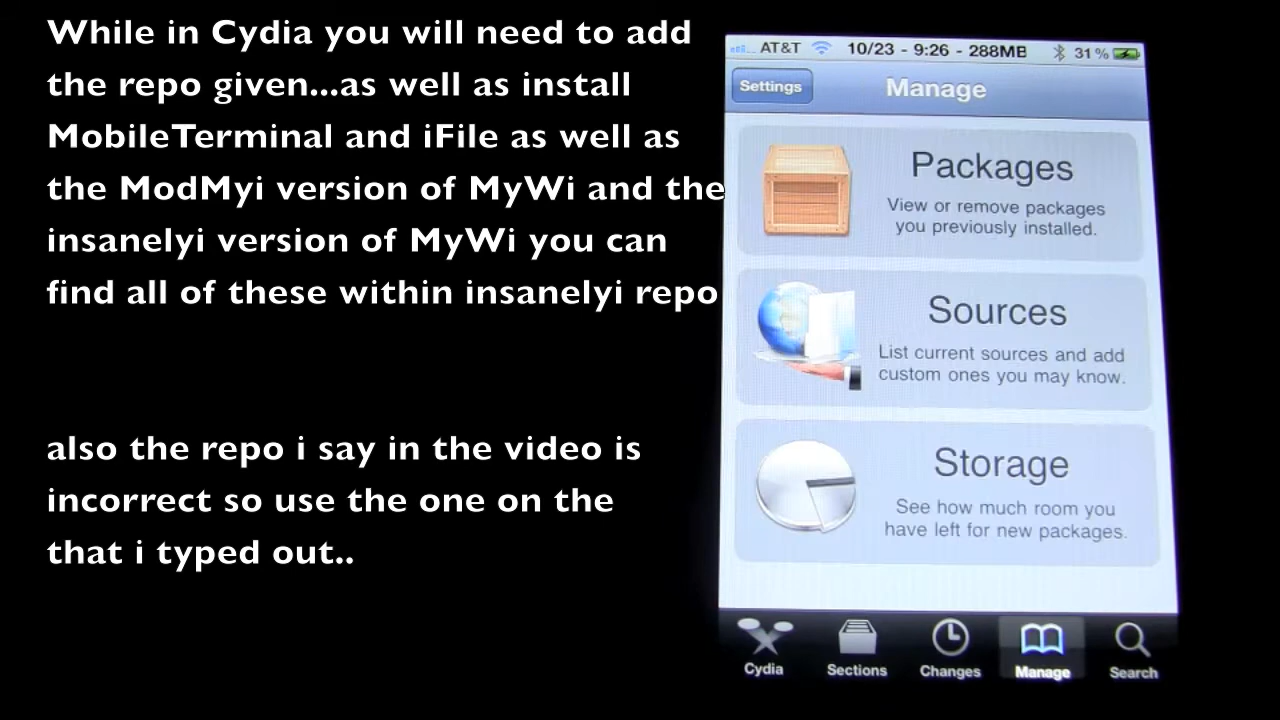 While in Cydia you will need to add
the repo given...as well as install
MobileTerminal and iFile as well as
the ModMyi version of MyWi and the
insanelyi version of MyWi you can
find all of these within insanelyi repo
also the repo i say in the video is
incorrect so use the one on the
that i typed out..
AT&T 10/23 - 9:26 - 288MB 31%
Settings Manage
Packages
View or remove packages
you previously installed.
Sources
List current sources and add
custom ones you may know.
Storage
See how much room you
have left for new packages.
Cydia Sections Changes Manage Search